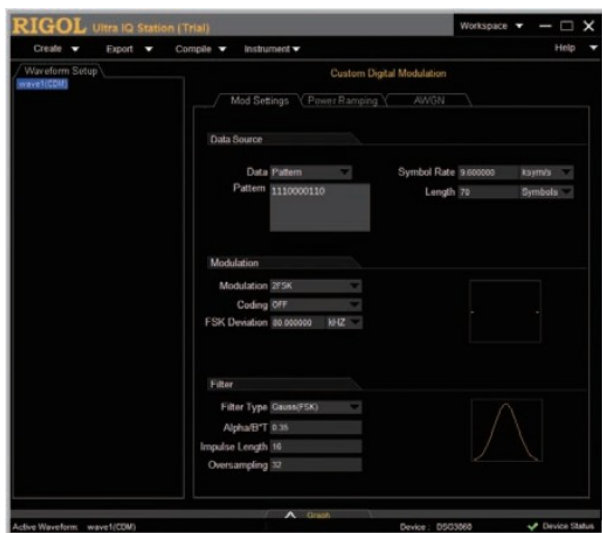 RIGOL Ultra IQ Station (Trial) Workspace
Create Export Compile Instrument Help
Waveform Setup
wave1(CDM)
Custom Digital Modulation
Mod Settings Power Ramping AWGN
Data Source
Data Pattern
Symbol Rate 9.600000 ksym/s
Pattern 1110000110
Length 70 Symbols
Modulation
Modulation 2FSK
Coding OFF
FSK Deviation 80.000000 kHZ
Filter
Filter Type Gauss(FSK)
Alpha/B*T 0.35
Impulse Length 16
Oversampling 32
Graph
Active Waveform: wave1(CDM) Device : DSG3060 Device Status